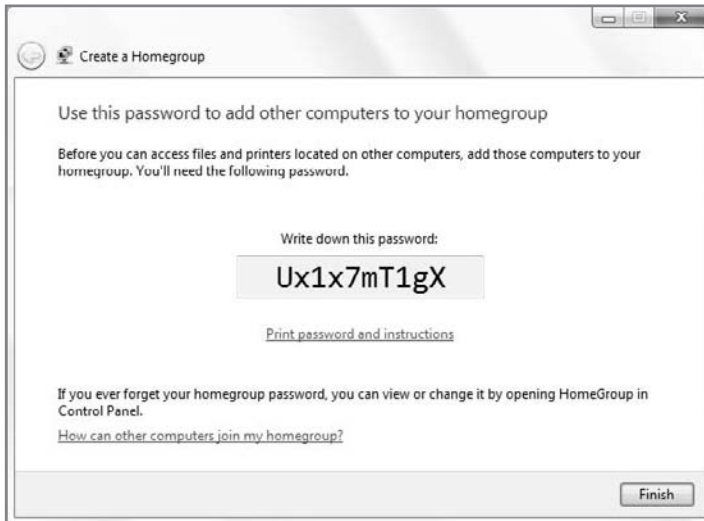 Create a Homegroup
Use this password to add other computers to your homegroup
Before you can access files and printers located on other computers, add those computers to your
homegroup. You'll need the following password.
Write down this password:
Ux1x7mT1gX
Print password and instructions
If you ever forget your homegroup password, you can view or change it by opening HomeGroup in
Control Panel.
How can other computers join my homegroup?
Finish